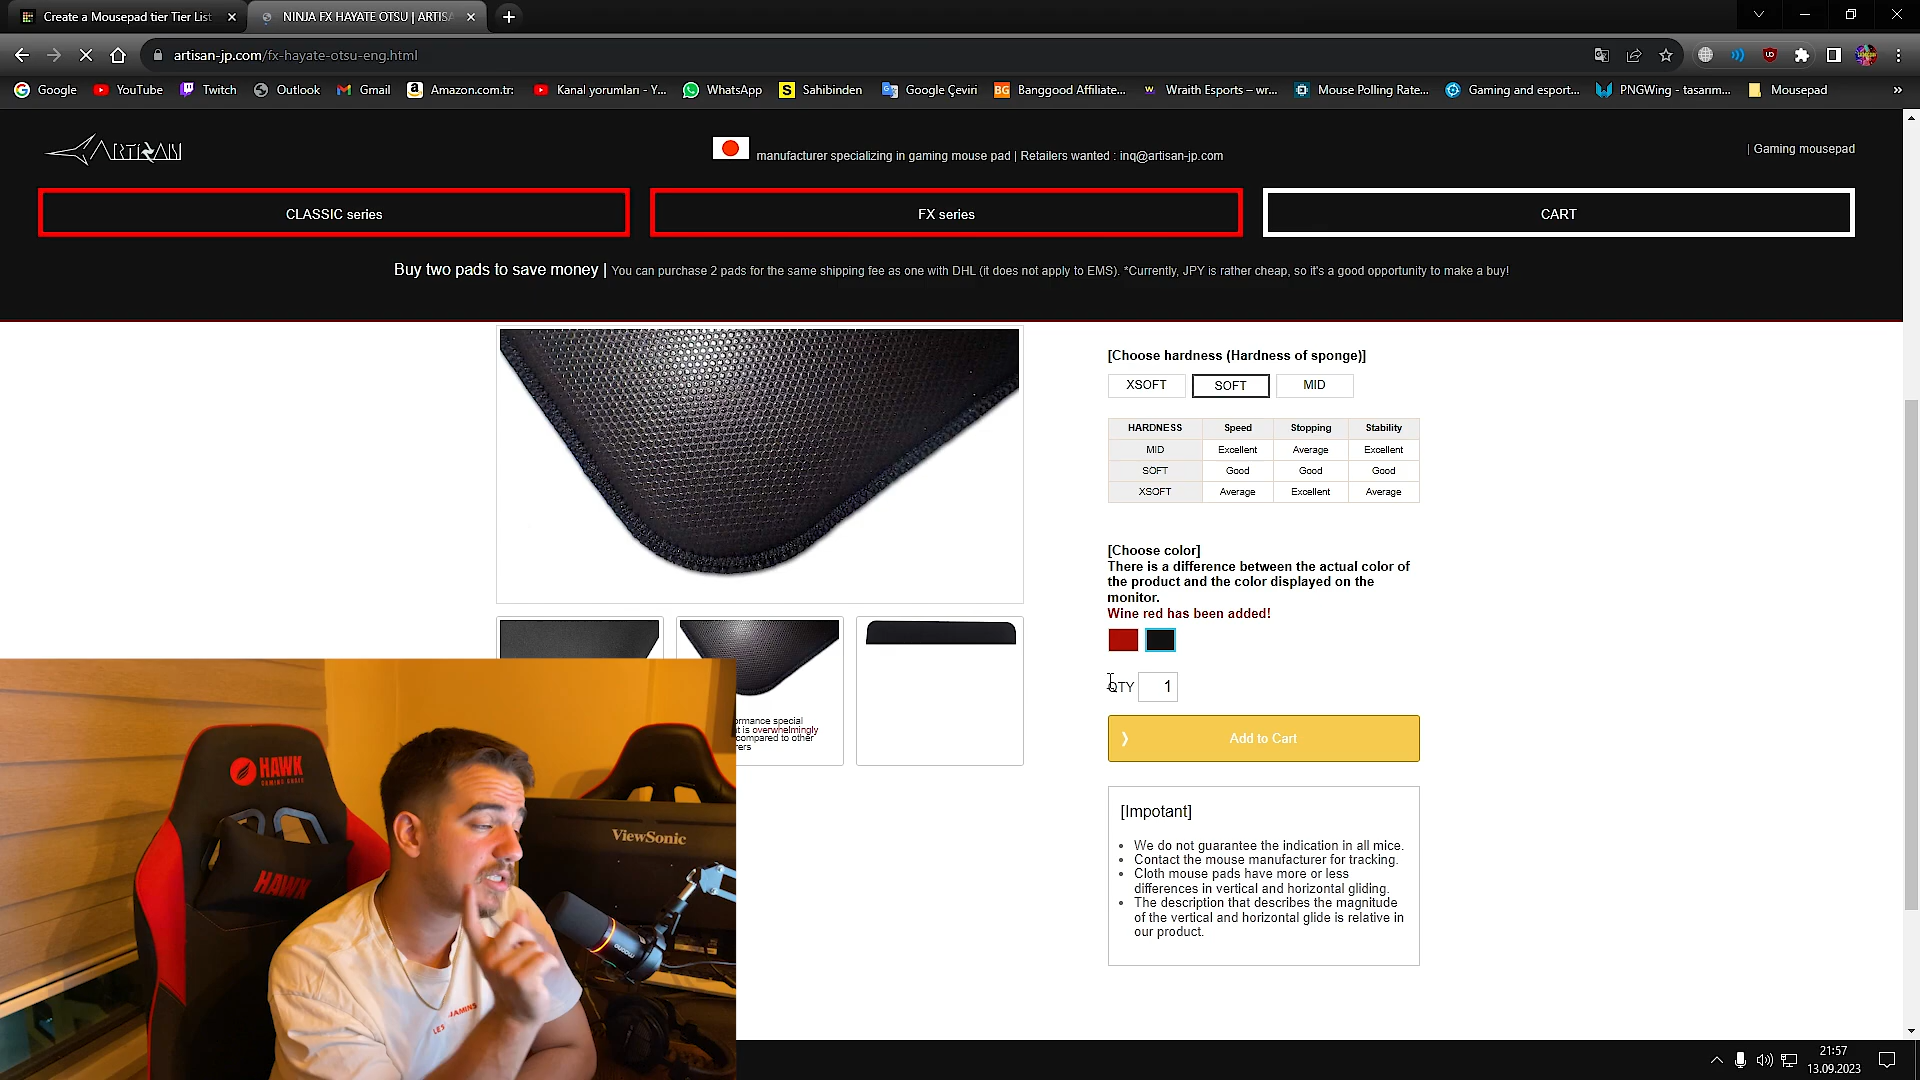 Create a Mousepad tier Tier List
NINJA FX HAYATE OTSU | ARTISA
artisan-jp.com/fx-hayate-otsu-eng.html
Google
YouTube
Twitch
Outlook
Gmail
Amazon.com.tr:
Kanal yorumları - Y...
WhatsApp
Sahibinden
Google Çeviri
Banggood Affiliate...
Wraith Esports – wr...
Mouse Polling Rate...
Gaming and esport...
PNGWing - tasarım...
Mousepad
ARTISAN
manufacturer specializing in gaming mouse pad | Retailers wanted : inq@artisan-jp.com
| Gaming mousepad
CLASSIC series
FX series
CART
Buy two pads to save money | You can purchase 2 pads for the same shipping fee as one with DHL (it does not apply to EMS). *Currently, JPY is rather cheap, so it's a good opportunity to make a buy!
[Choose hardness (Hardness of sponge)]
XSOFT SOFT MID
HARDNESS Speed Stopping Stability
MID Excellent Average Excellent
SOFT Good Good Good
XSOFT Average Excellent Average
[Choose color]
There is a difference between the actual color of
the product and the color displayed on the
monitor.
Wine red has been added!
QTY 1
Add to Cart
[Impotant]
We do not guarantee the indication in all mice.
Contact the mouse manufacturer for tracking.
Cloth mouse pads have more or less
differences in vertical and horizontal gliding.
The description that describes the magnitude
of the vertical and horizontal glide is relative in
our product.
ormance special
t is overwhelmingly
compared to other
rers
HAWK
HAWK
ViewSonic
maono
21:57
13.09.2023